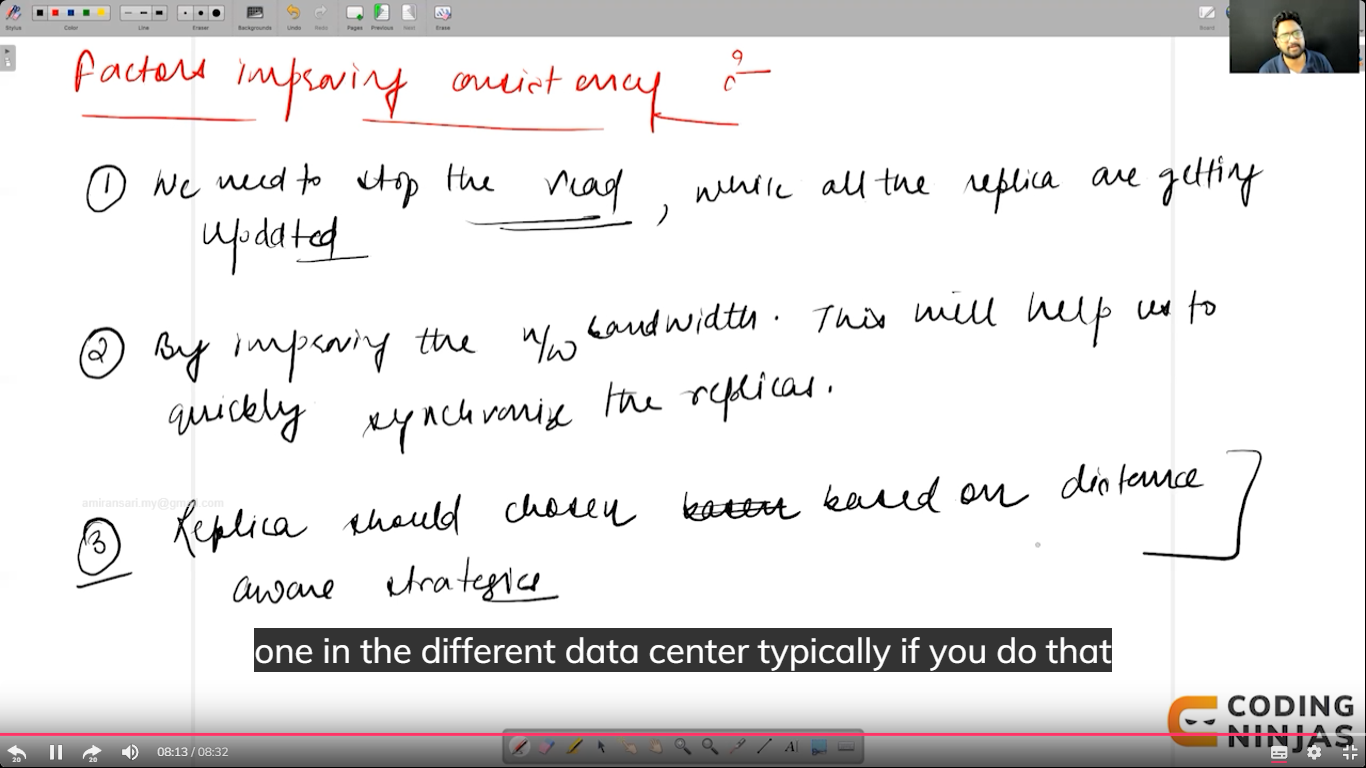 Stylus Color Line Eraser Backgrounds Undo Redo Pages Previous Next Erase Board
Factors improving consistency :-
① We need to stop the read, while all the replica are getting
updated
② By improving the n/w bandwidth. This will help us to
quickly synchronize the replicas.
amiransari.my@gmail.com
③ Replica should chosen based on distance
aware strategies
one in the different data center typically if you do that
CODING
NINJAS
20 20 08:13 / 08:32